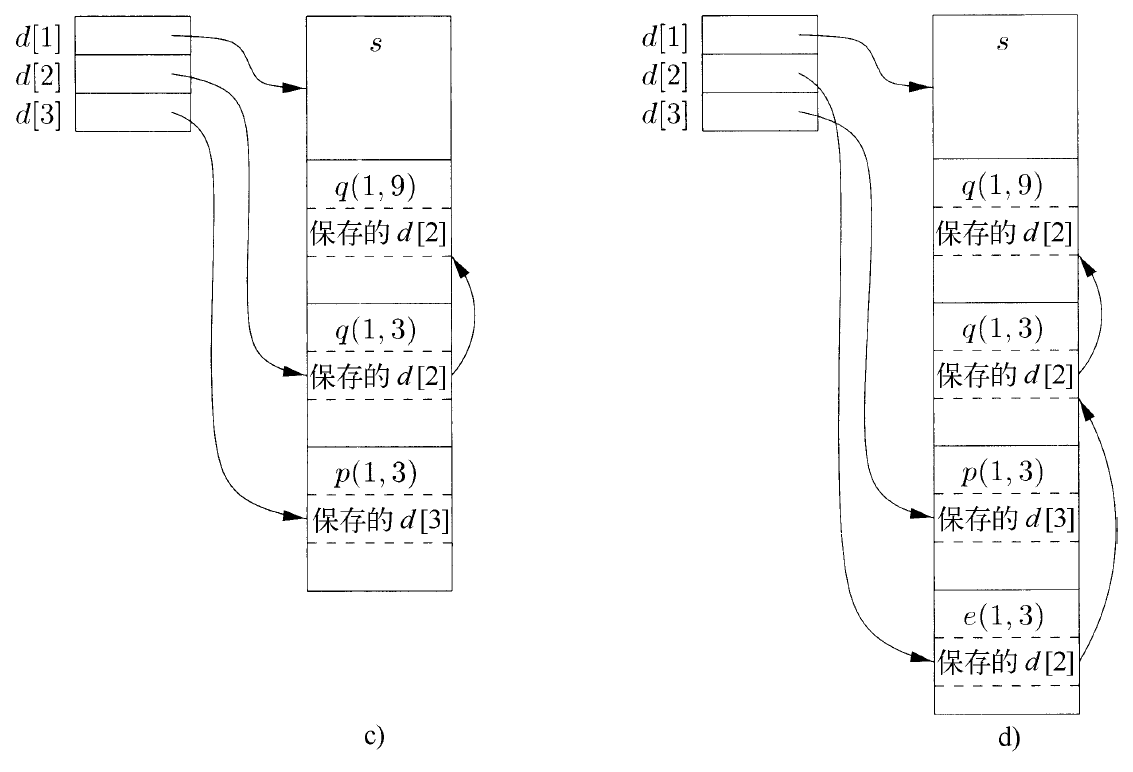 d[1]
d[2]
d[3]
s
q(1, 9)
保存的 d[2]
q(1, 3)
保存的 d[2]
p(1, 3)
保存的 d[3]
c)
d[1]
d[2]
d[3]
s
q(1, 9)
保存的 d[2]
q(1, 3)
保存的 d[2]
p(1, 3)
保存的 d[3]
e(1, 3)
保存的 d[2]
d)